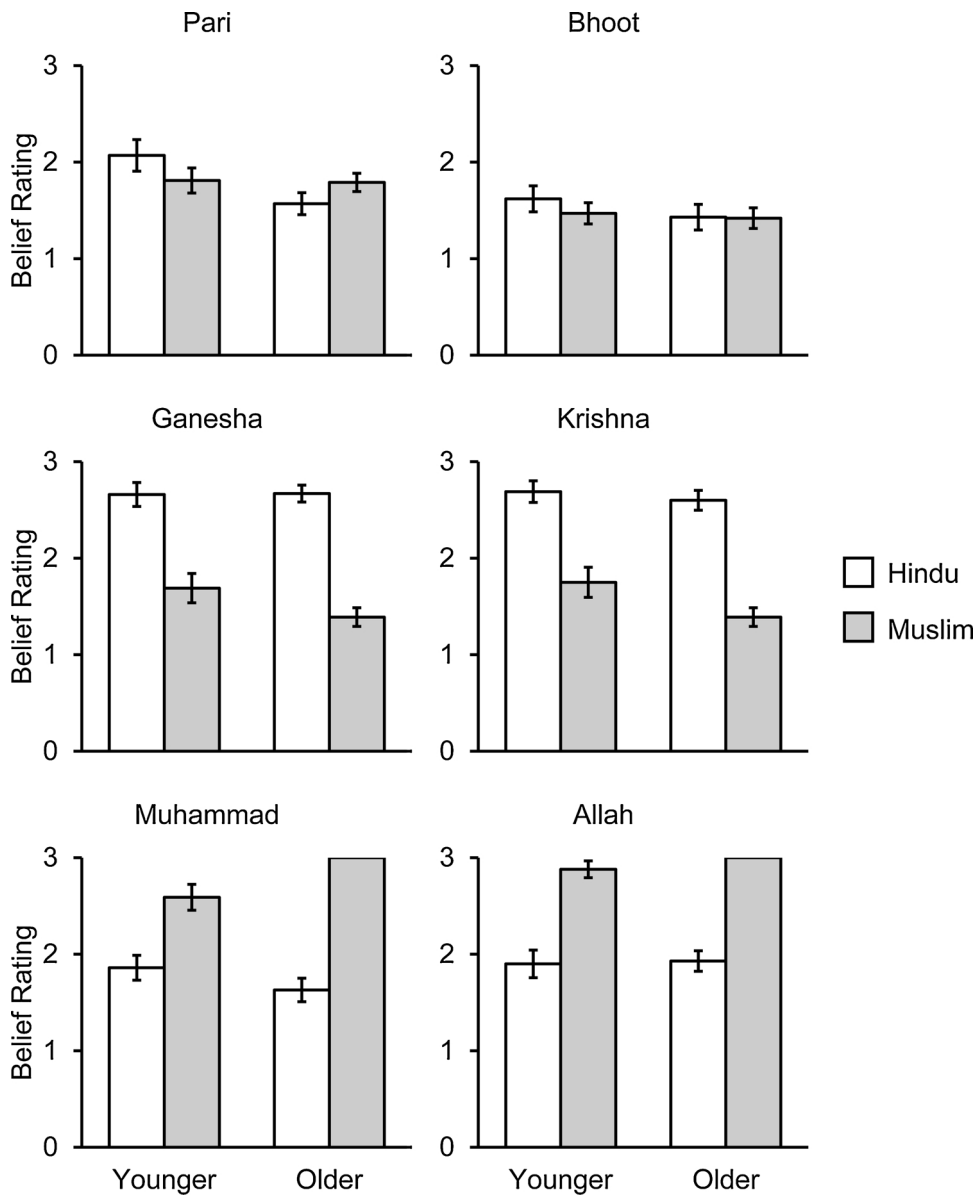 Pari
Bhoot
3
2
1
0
Belief Rating
3
2
1
0
Ganesha
Krishna
3
2
1
0
Belief Rating
3
2
1
0
Hindu
Muslim
Muhammad
Allah
3
2
1
0
Belief Rating
3
2
1
0
Younger Older
Younger Older